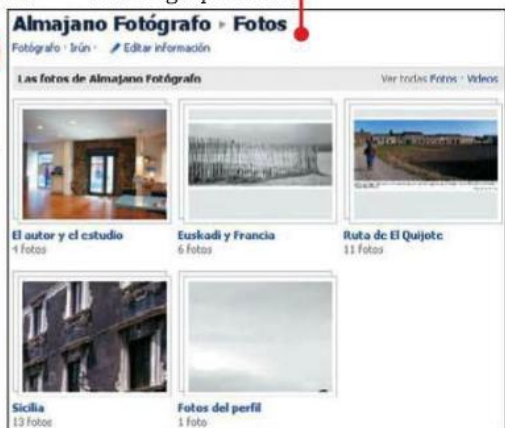 Almajano Fotógrafo ▸ Fotos
Fotógrafo · Irún · Editar información
Las fotos de Almajano Fotógrafo Ver todas Fotos · Videos
El autor y el estudio
4 fotos
Euskadi y Francia
6 fotos
Ruta de El Quijote
11 fotos
Sicilia
13 fotos
Fotos del perfil
1 foto